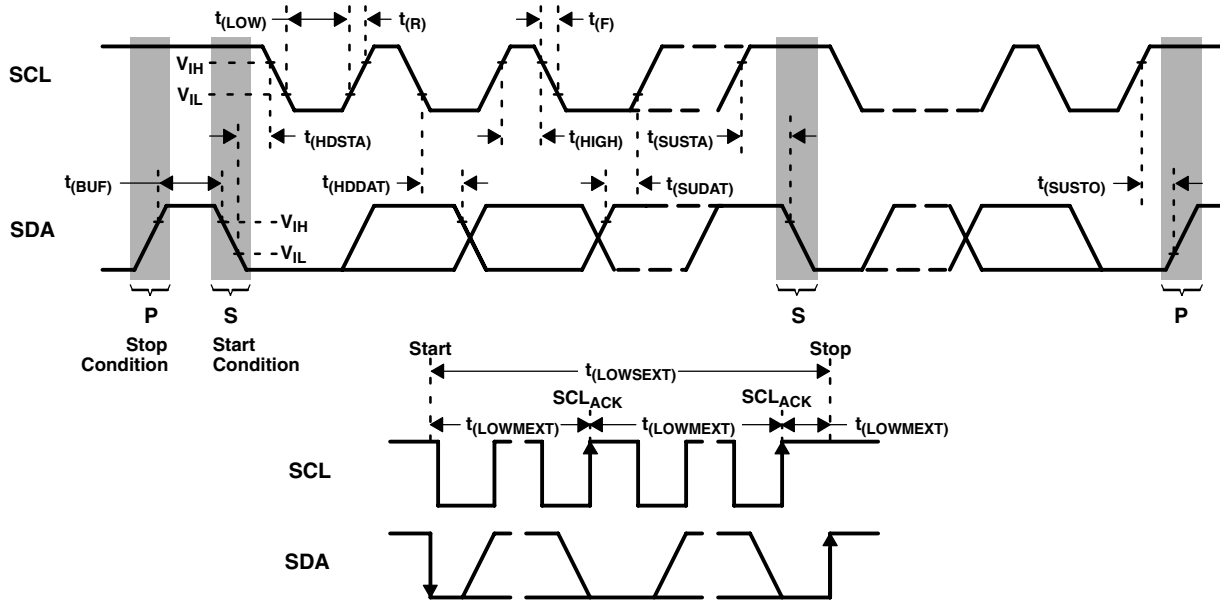 t(LOW) t(R) t(F)
SCL
VIH
VIL
t(HDSTA) t(HIGH) t(SUSTA)
t(BUF) t(HDDAT) t(SUDAT) t(SUSTO)
SDA
VIH
VIL
P S S P
Stop Condition
Start Condition
Start Stop
t(LOWSEXT)
SCLACK SCLACK
t(LOWMEXT) t(LOWMEXT) t(LOWMEXT)
SCL
SDA